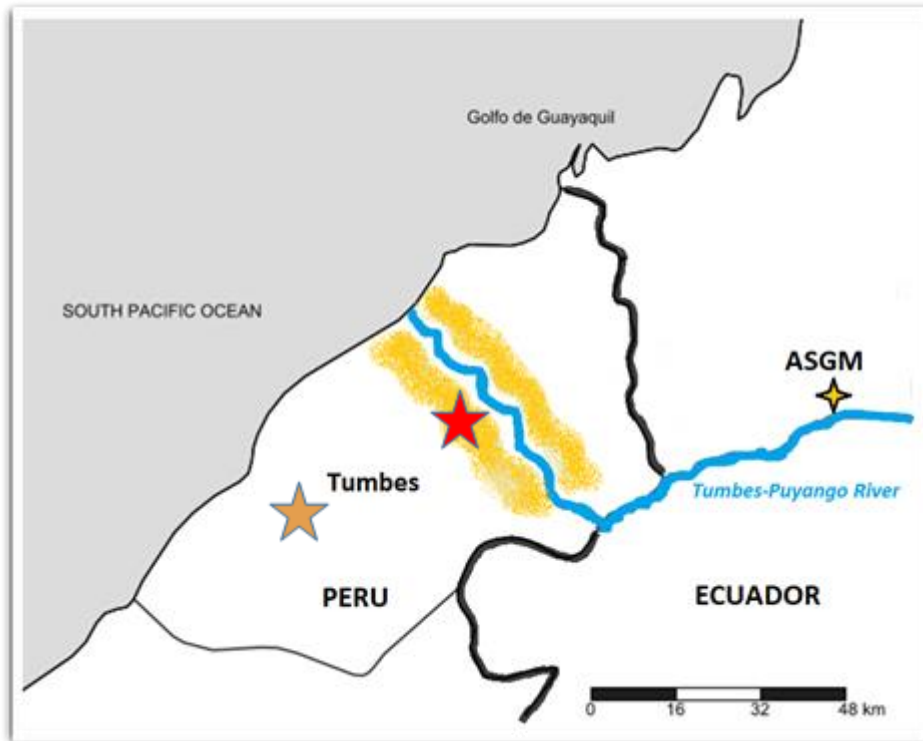 Golfo de Guayaquil
SOUTH PACIFIC OCEAN
ASGM
Tumbes
Tumbes-Puyango River
PERU
ECUADOR
0 16 32 48 km